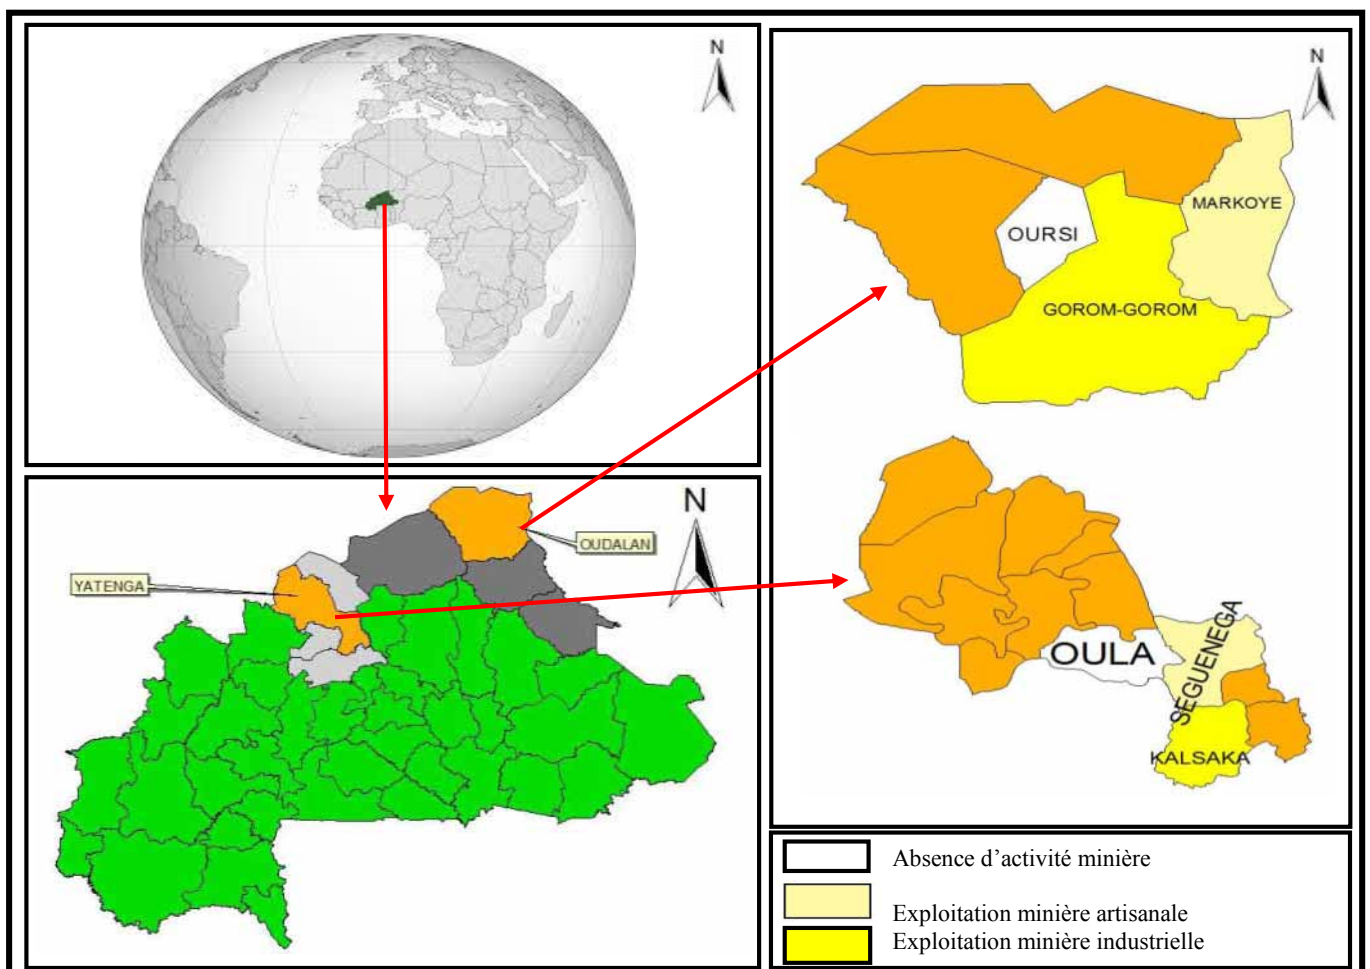 N
N
MARKOYE
OURSI
GOROM-GOROM
N
OUDALAN
YATENGA
SEGUENEGA
OULA
KALSAKA
Absence d’activité minière
Exploitation minière artisanale
Exploitation minière industrielle